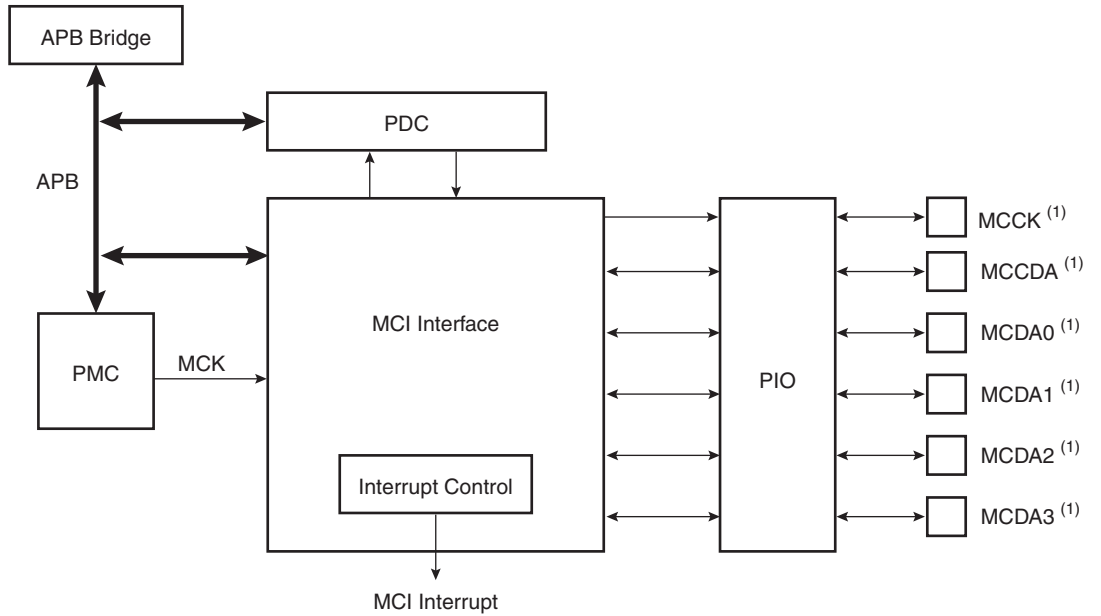 APB Bridge
PDC
APB
MCI Interface
PMC
MCK
Interrupt Control
MCI Interrupt
PIO
MCCK (1)
MCCDA (1)
MCDA0 (1)
MCDA1 (1)
MCDA2 (1)
MCDA3 (1)